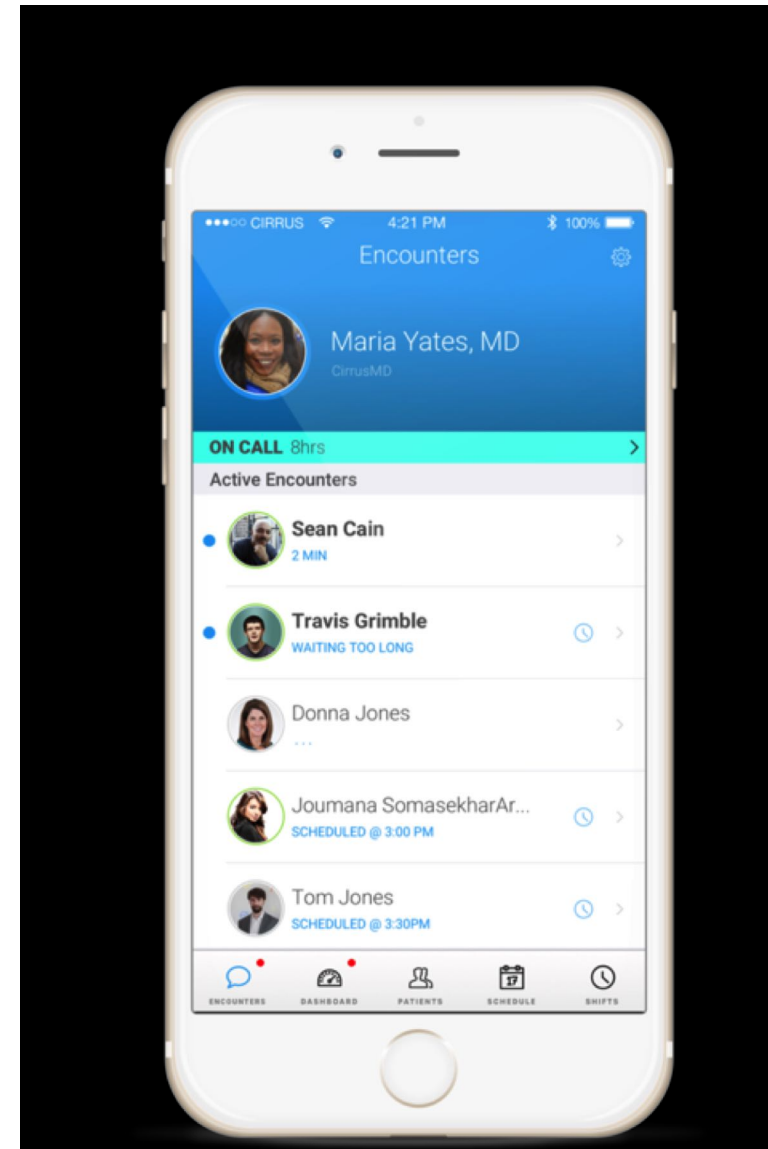 CIRRUS 4:21 PM 100%
Encounters
Maria Yates, MD
CirrusMD
ON CALL 8hrs
Active Encounters
Sean Cain
2 MIN
Travis Grimble
WAITING TOO LONG
Donna Jones
...
Joumana SomasekharAr...
SCHEDULED @ 3:00 PM
Tom Jones
SCHEDULED @ 3:30PM
17
ENCOUNTERS DASHBOARD PATIENTS SCHEDULE SHIFTS